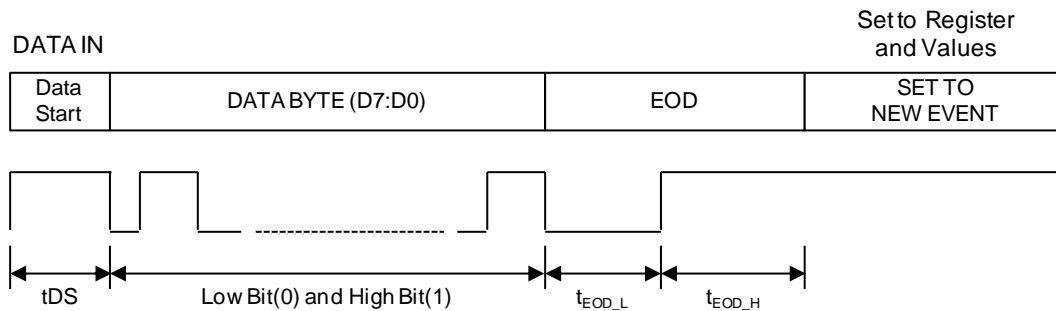 Set to Register
and Values
DATA IN
Data
Start
DATA BYTE (D7:D0)
EOD
SET TO
NEW EVENT
tDS
Low Bit(0) and High Bit(1)
tEOD_L
tEOD_H